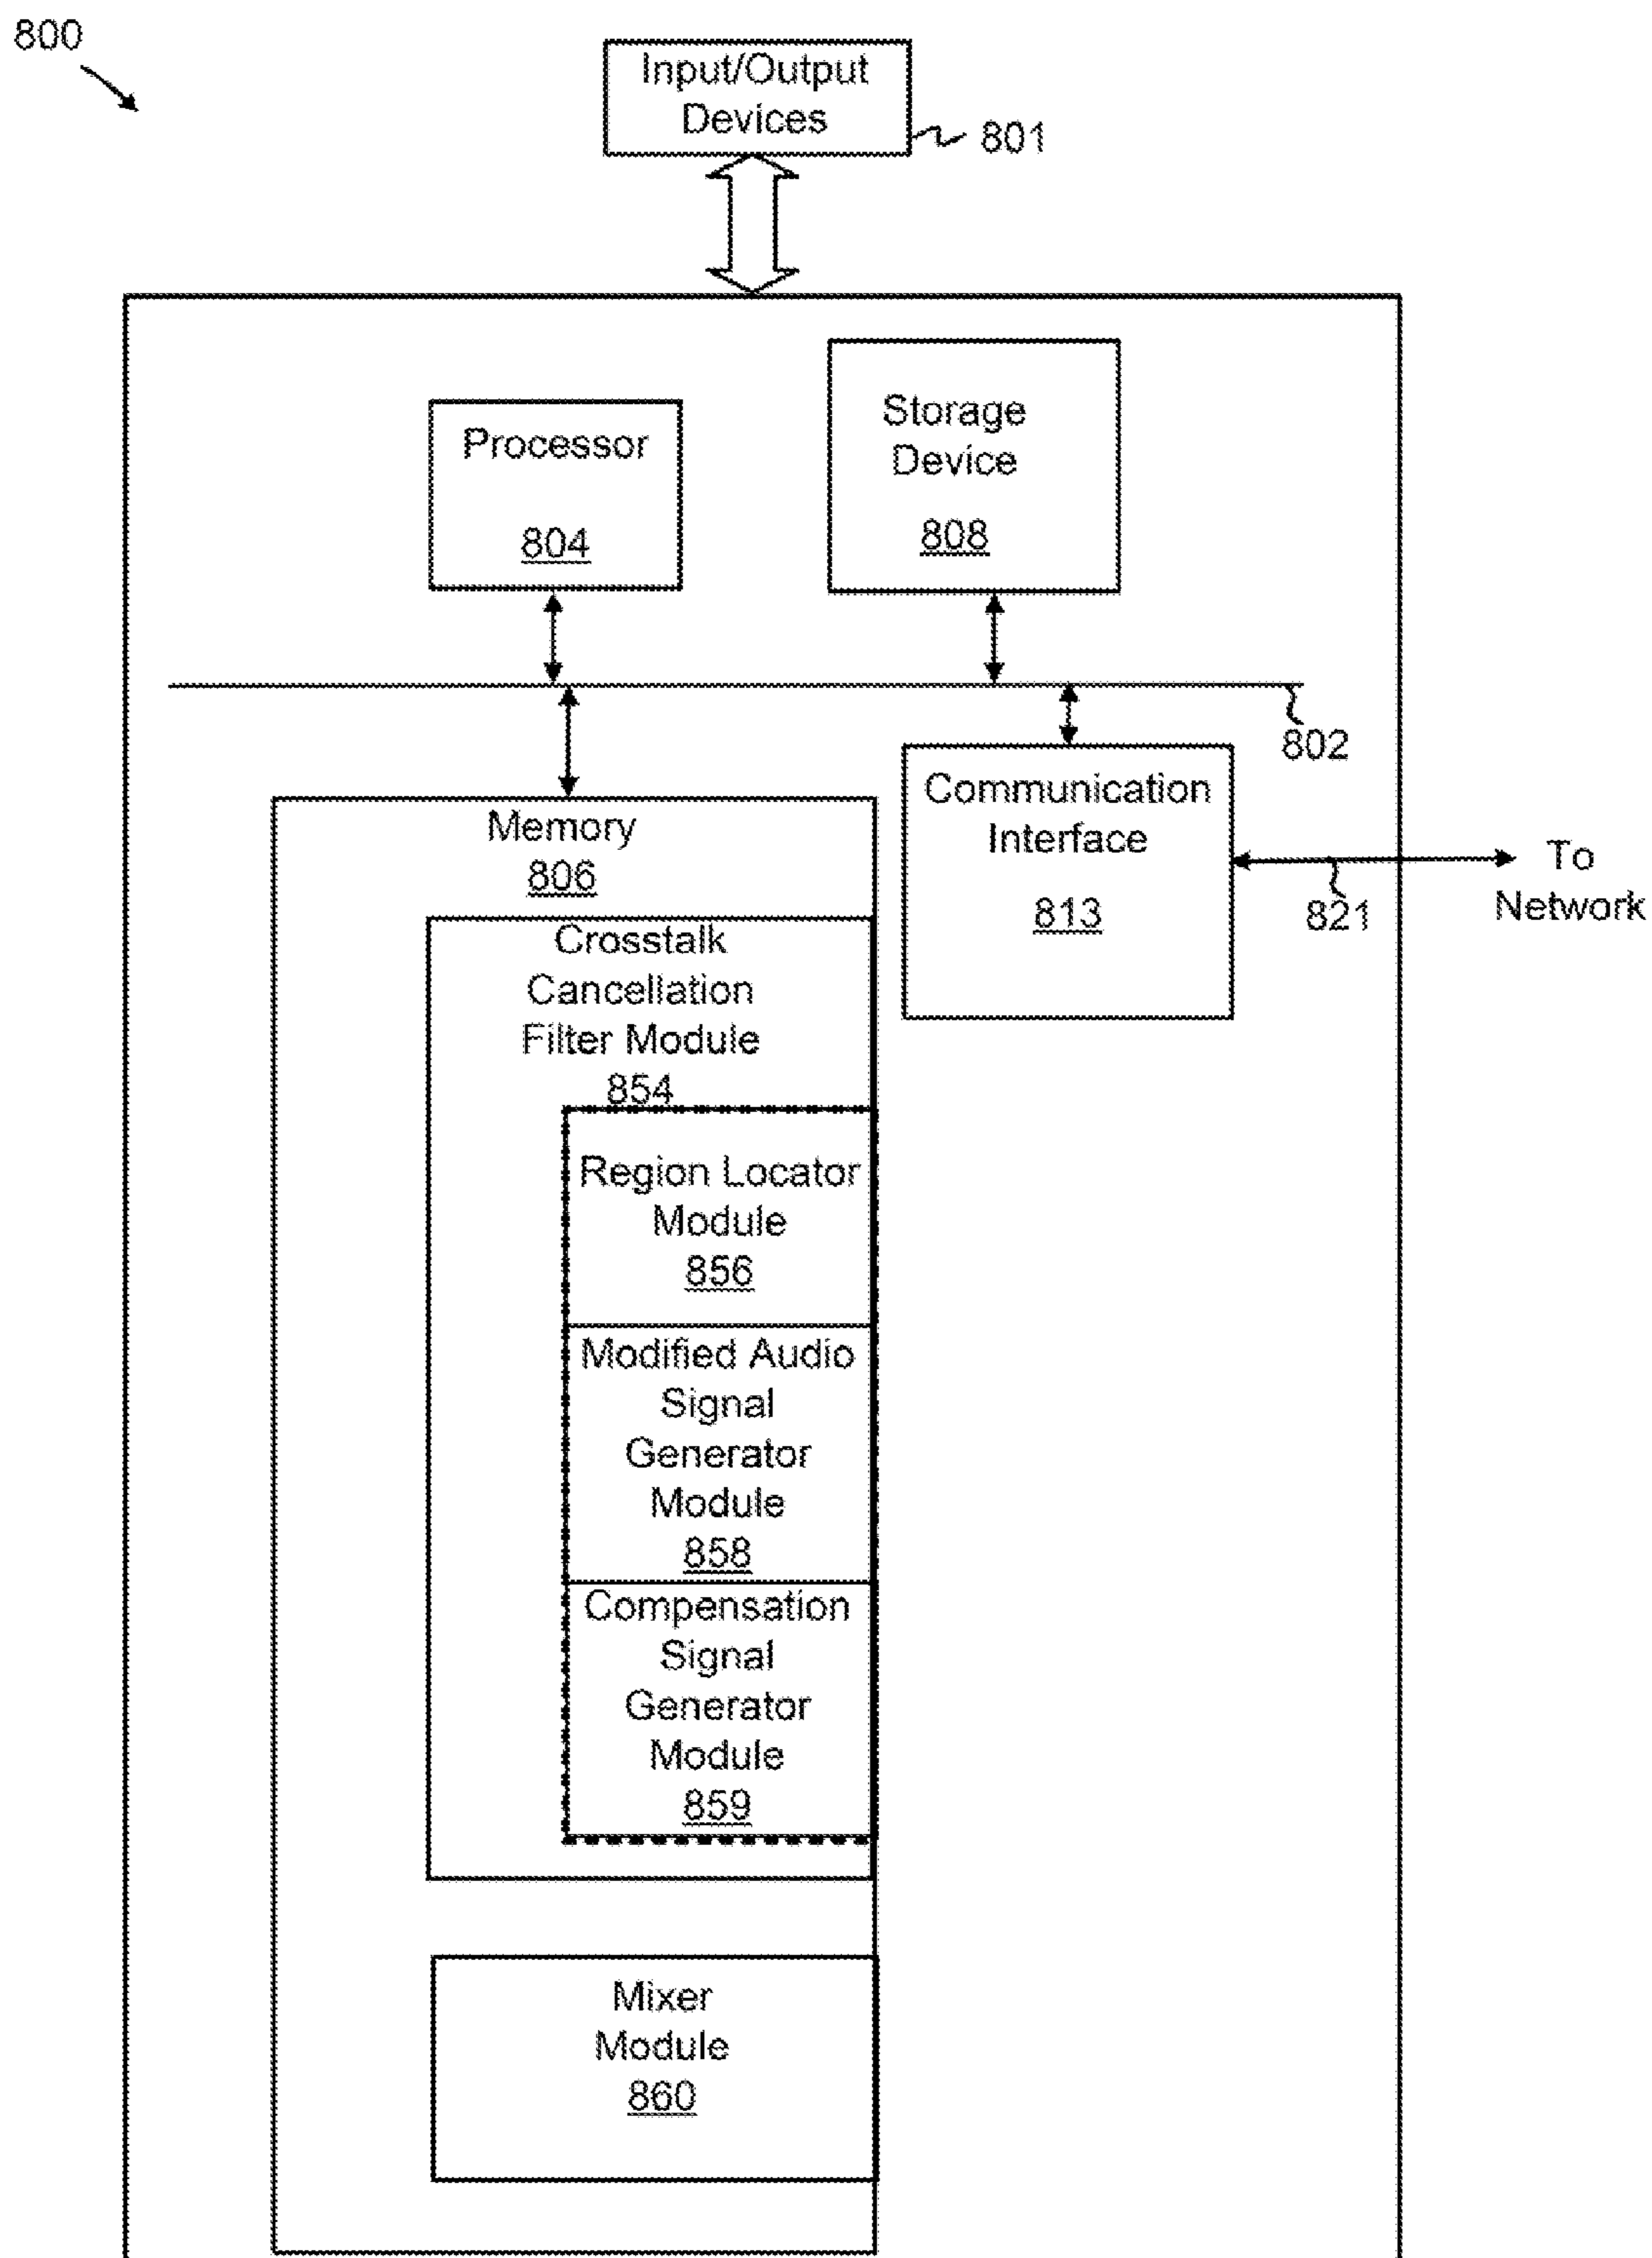 800
Input/Output
Devices
801
Processor
804
Storage
Device
808
802
Memory
806
Communication
Interface
813
821
To
Network
Crosstalk
Cancellation
Filter Module
854
Region Locator
Module
856
Modified Audio
Signal
Generator
Module
858
Compensation
Signal
Generator
Module
859
Mixer
Module
860